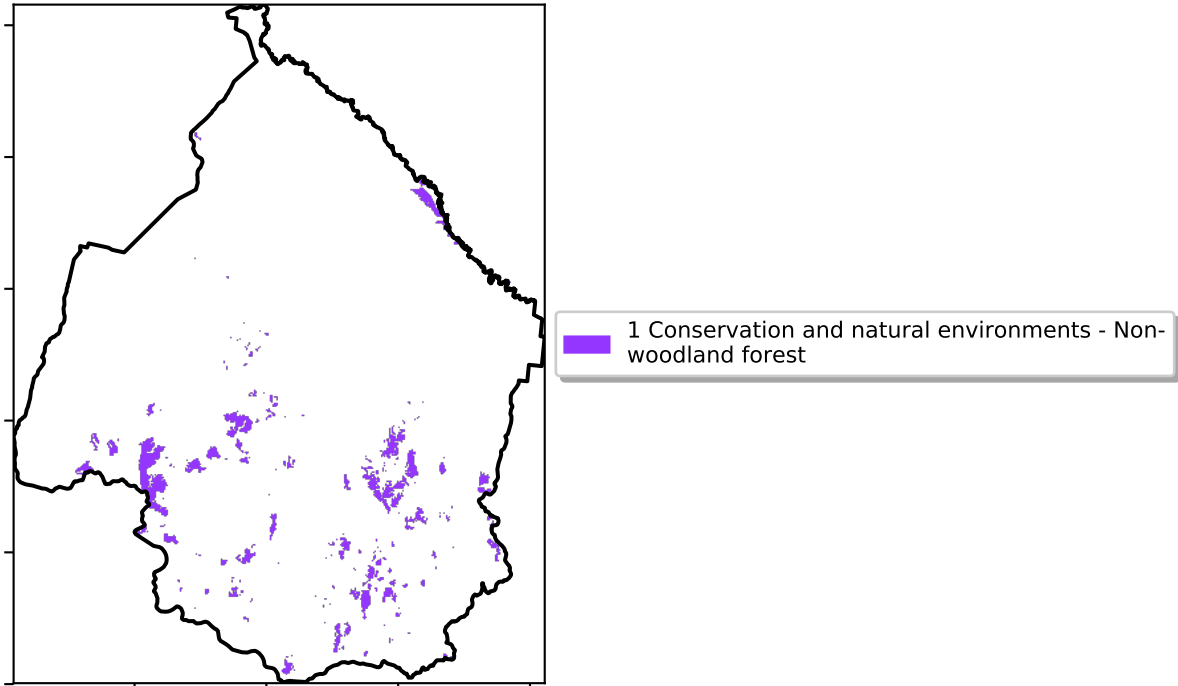 1 Conservation and natural environments - Non-
woodland forest